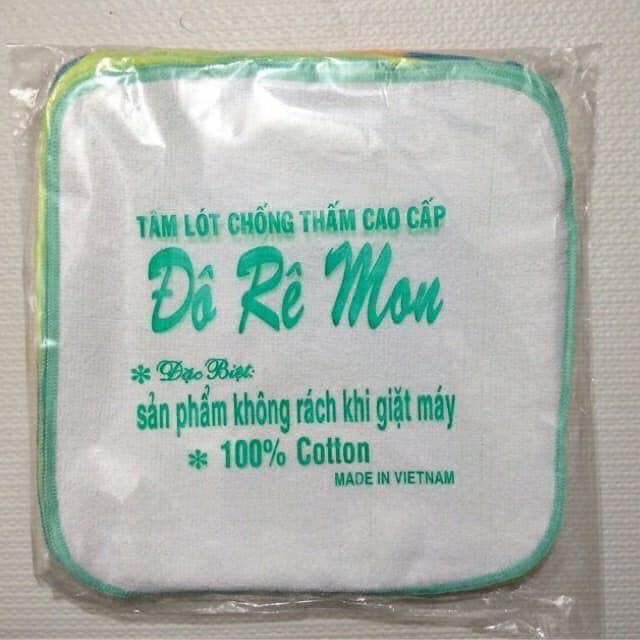 TÂM LÓT CHỐNG THẤM CAO CẤP
Đô Rê Mon
* Đặc Biệt:
sản phẩm không rách khi giặt máy
* 100% Cotton
MADE IN VIETNAM